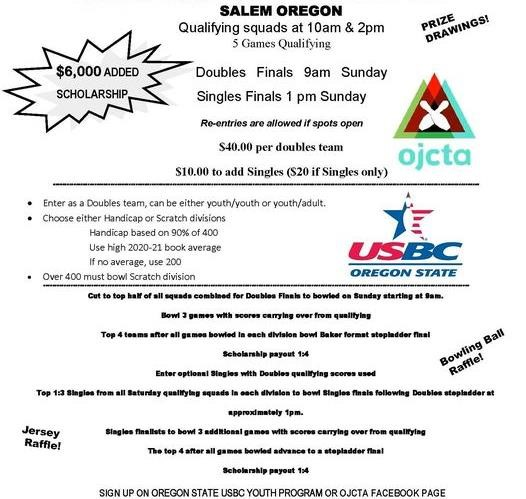 SALEM OREGON
Qualifying squads at 10am & 2pm
5 Games Qualifying
PRIZE
DRAWINGS!
$6,000 ADDED
SCHOLARSHIP
Doubles Finals 9am Sunday
Singles Finals 1 pm Sunday
Re-entries are allowed if spots open
$40.00 per doubles team
$10.00 to add Singles ($20 if Singles only)
ojcta
Enter as a Doubles team, can be either youth/youth or youth/adult.
Choose either Handicap or Scratch divisions
Handicap based on 90% of 400
Use high 2020-21 book average
If no average, use 200
Over 400 must bowl Scratch division
USBC
OREGON STATE
Cut to top half of all squads combined for Doubles Finals to bowled on Sunday starting at 9am.
Bowl 3 games with scores carrying over from qualifying
Top 4 teams after all games bowled in each division bowl Baker format stepladder final
Scholarship payout 1:4
Bowling Ball
Raffle!
Enter optional Singles with Doubles qualifying scores used
Top 1:3 Singles from all Saturday qualifying squads in each division to bowl Singles finals following Doubles stepladder at
approximately 1pm.
Jersey
Raffle!
Singles finalists to bowl 3 additional games with scores carrying over from qualifying
The top 4 after all games bowled advance to a stepladder final
Scholarship payout 1:4
SIGN UP ON OREGON STATE USBC YOUTH PROGRAM OR OJCTA FACEBOOK PAGE